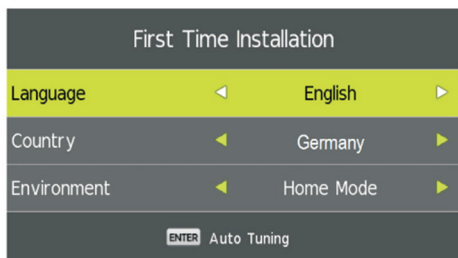 First Time Installation
Language English
Country Germany
Environment Home Mode
ENTER Auto Tuning